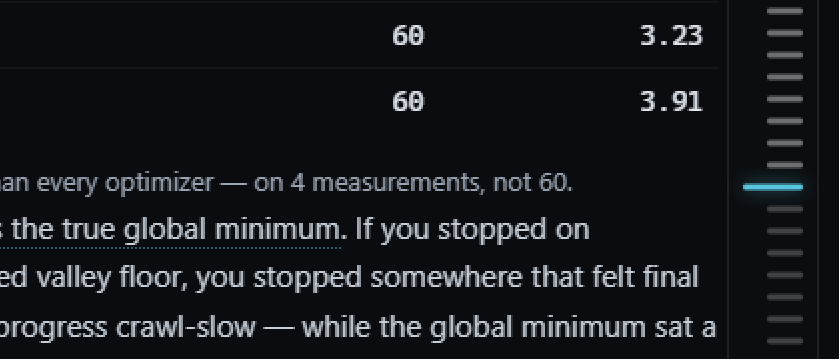 60 3.23
60 3.91
an every optimizer — on 4 measurements, not 60.
the true global minimum. If you stopped on
ed valley floor, you stopped somewhere that felt final
progress crawl-slow — while the global minimum sat a